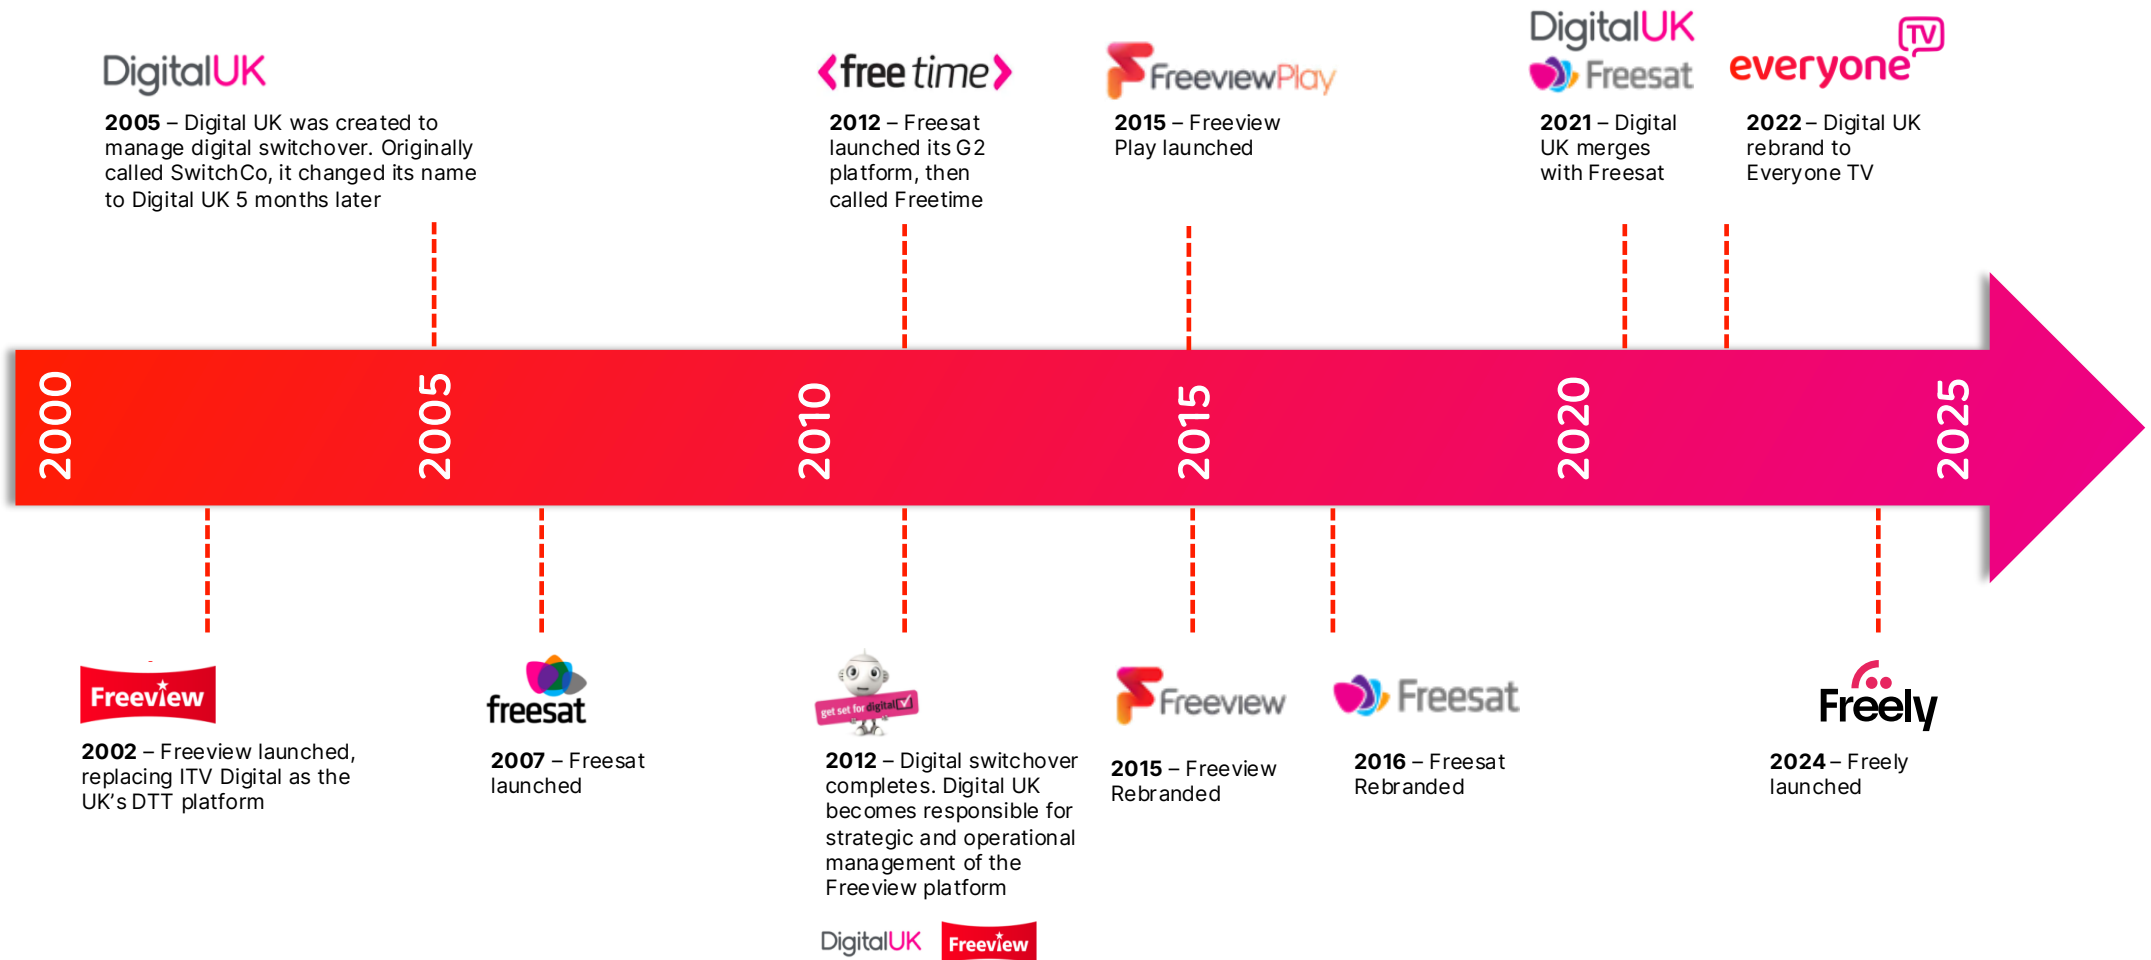 DigitalUK
2005 – Digital UK was created to
manage digital switchover. Originally
called SwitchCo, it changed its name
to Digital UK 5 months later
free time
2012 – Freesat
launched its G2
platform, then
called Freetime
FreeviewPlay
2015 – Freeview
Play launched
DigitalUK
Freesat
2021 – Digital
UK merges
with Freesat
everyone TV
2022 – Digital UK
rebrand to
Everyone TV
2000
2005
2010
2015
2020
2025
Freeview
2002 – Freeview launched,
replacing ITV Digital as the
UK’s DTT platform
freesat
2007 – Freesat
launched
get set for digital
2012 – Digital switchover
completes. Digital UK
becomes responsible for
strategic and operational
management of the
Freeview platform
DigitalUK
Freeview
Freeview
2015 – Freeview
Rebranded
Freesat
2016 – Freesat
Rebranded
Freely
2024 – Freely
launched